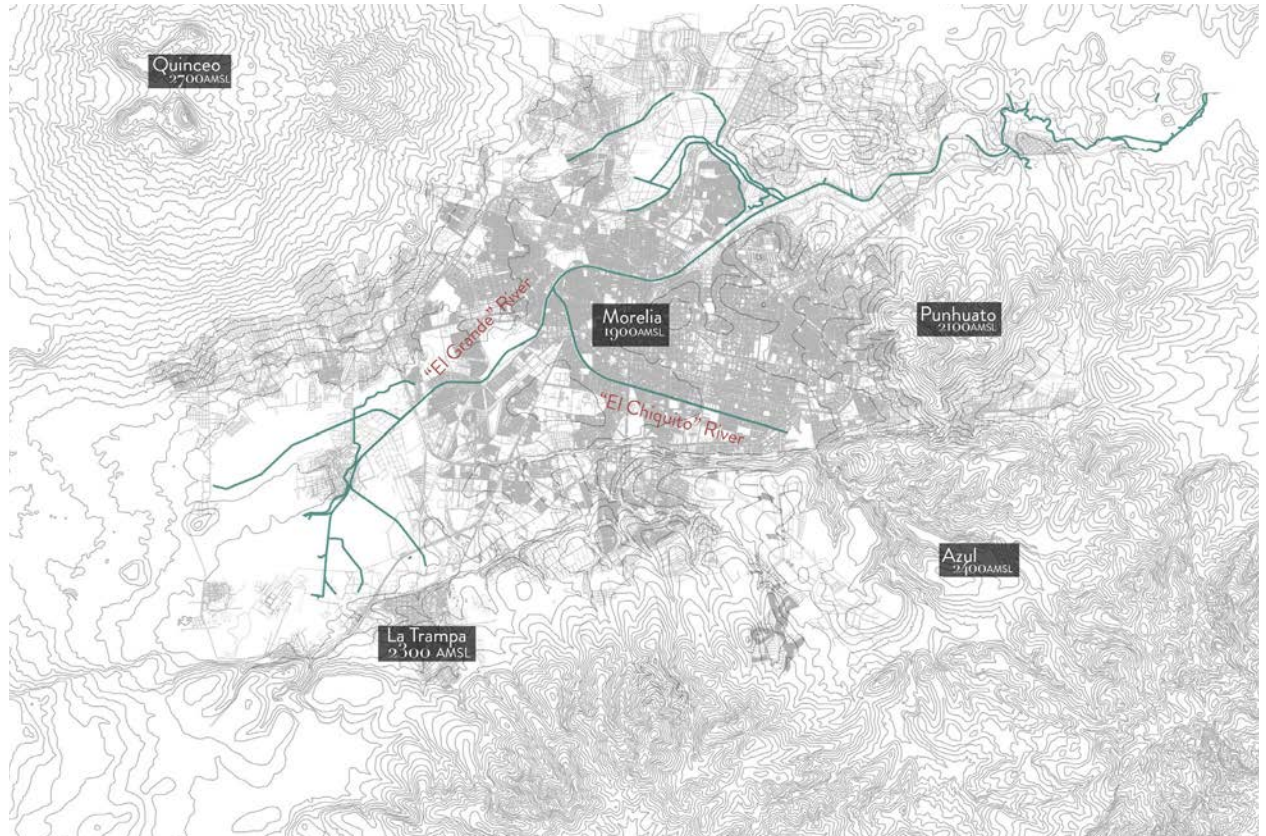 Quinceo
2700AMSL
"El Grande" River
Morelia
1900AMSL
Punhuato
2100AMSL
"El Chiquito" River
Azul
2400AMSL
La Trampa
2300 AMSL